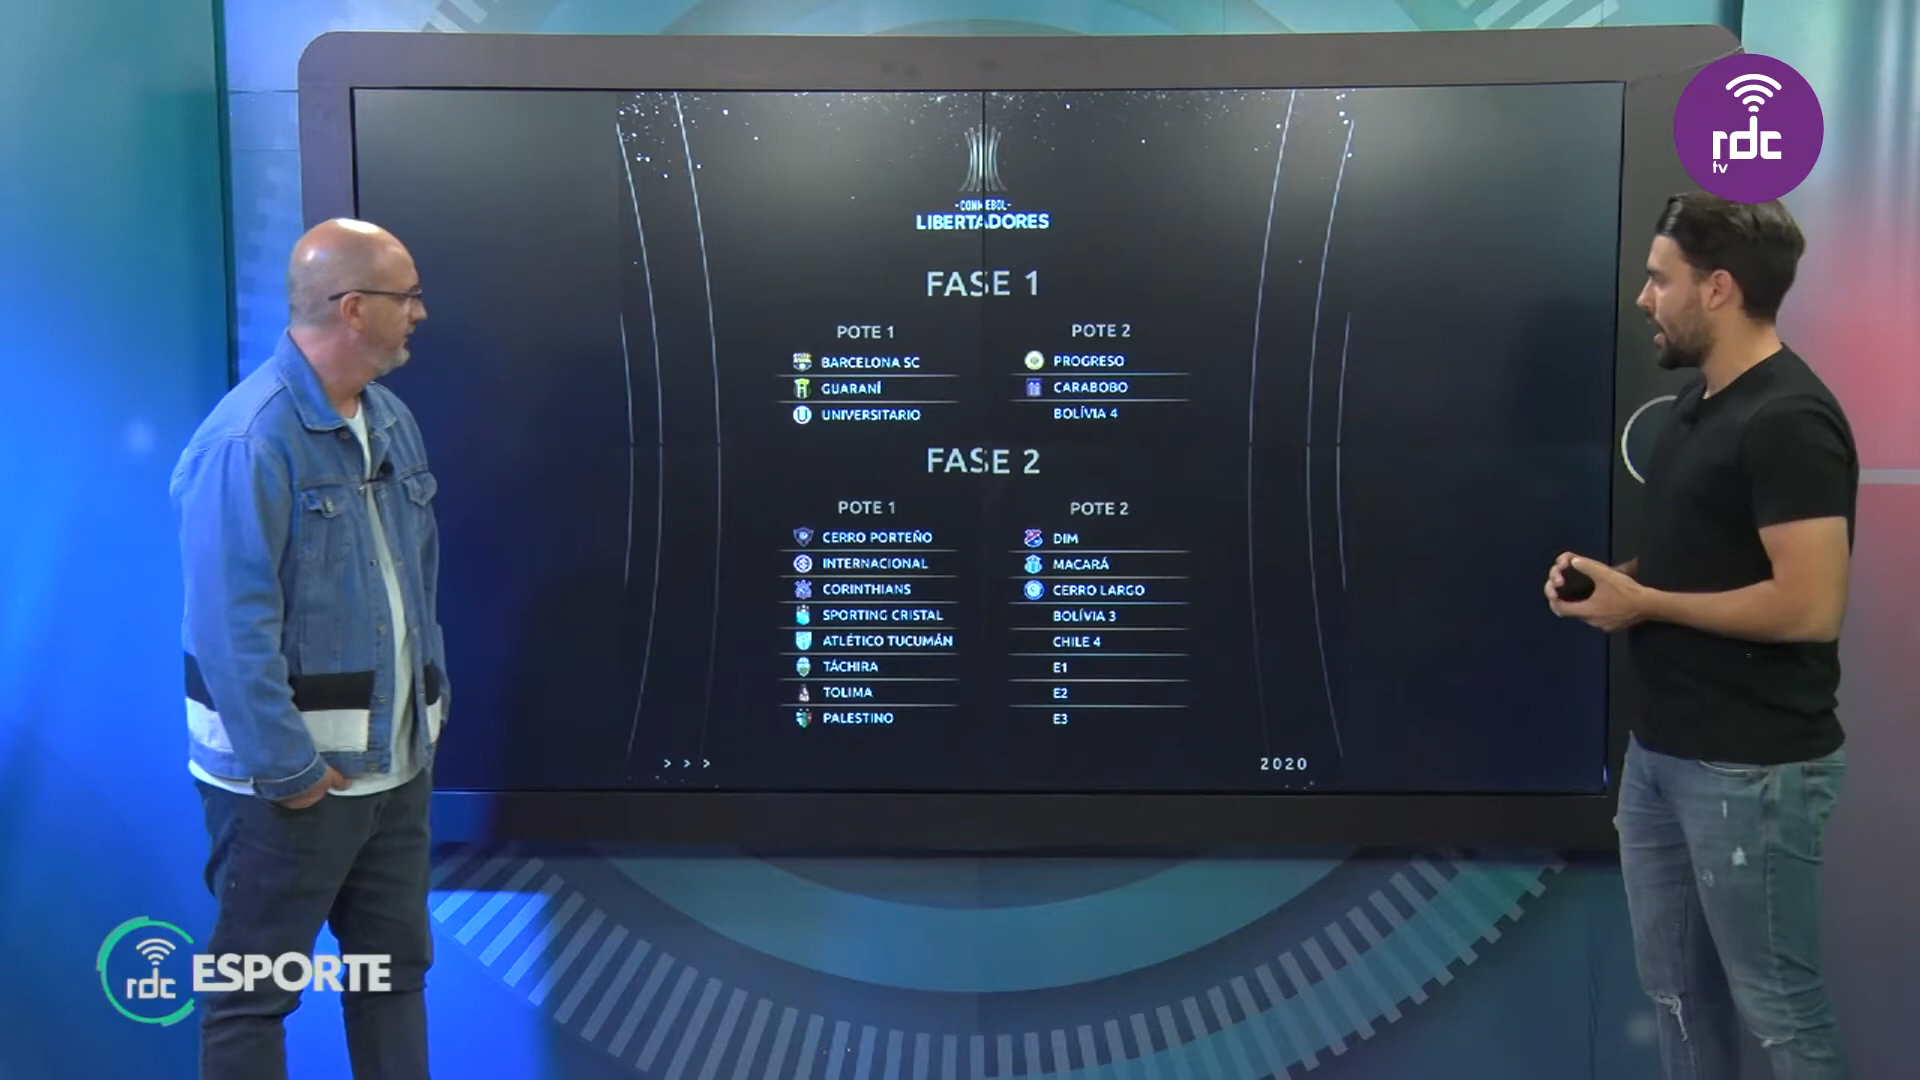 rdc
tv
-CONMEBOL-
LIBERTADORES
FASE 1
POTE 1
BARCELONA SC
GUARANÍ
UNIVERSITARIO
POTE 2
PROGRESO
CARABOBO
BOLÍVIA 4
FASE 2
POTE 1
CERRO PORTEÑO
INTERNACIONAL
CORINTHIANS
SPORTING CRISTAL
ATLÉTICO TUCUMÁN
TÁCHIRA
TOLIMA
PALESTINO
POTE 2
DIM
MACARÁ
CERRO LARGO
BOLÍVIA 3
CHILE 4
E1
E2
E3
> > >
2020
rdc ESPORTE